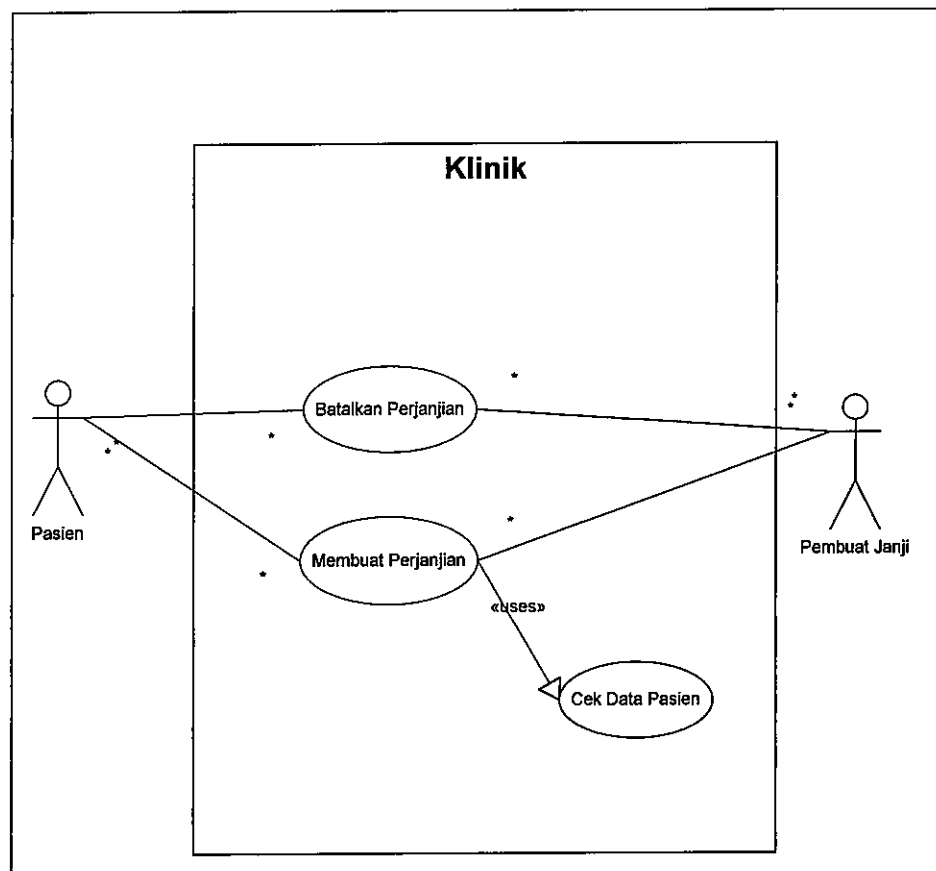 Klinik
Batalkan Perjanjian
*
*
*
Pasien
*
*
*
Pembuat Janji
Membuat Perjanjian
*
*
«uses»
Cek Data Pasien